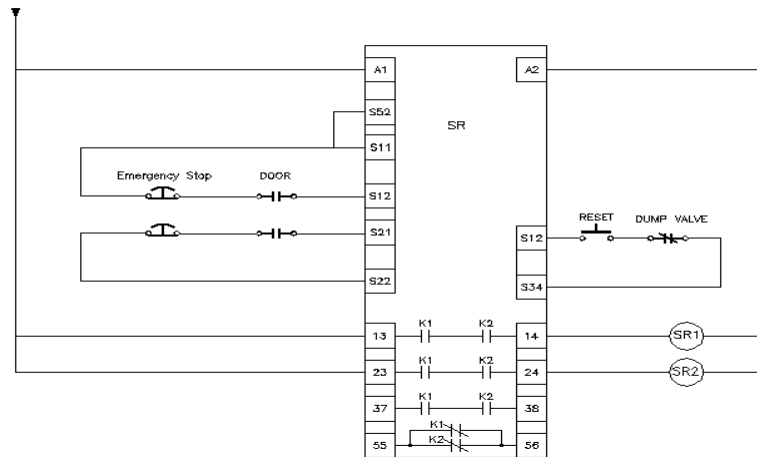 A1 A2
S52
SR
S11
Emergency Stop DOOR
S12
RESET DUMP VALVE
S21
S12
S22
S34
K1 K2
13 14 SR1
K1 K2
23 24 SR2
K1 K2
37 38
K1
K2
55 56